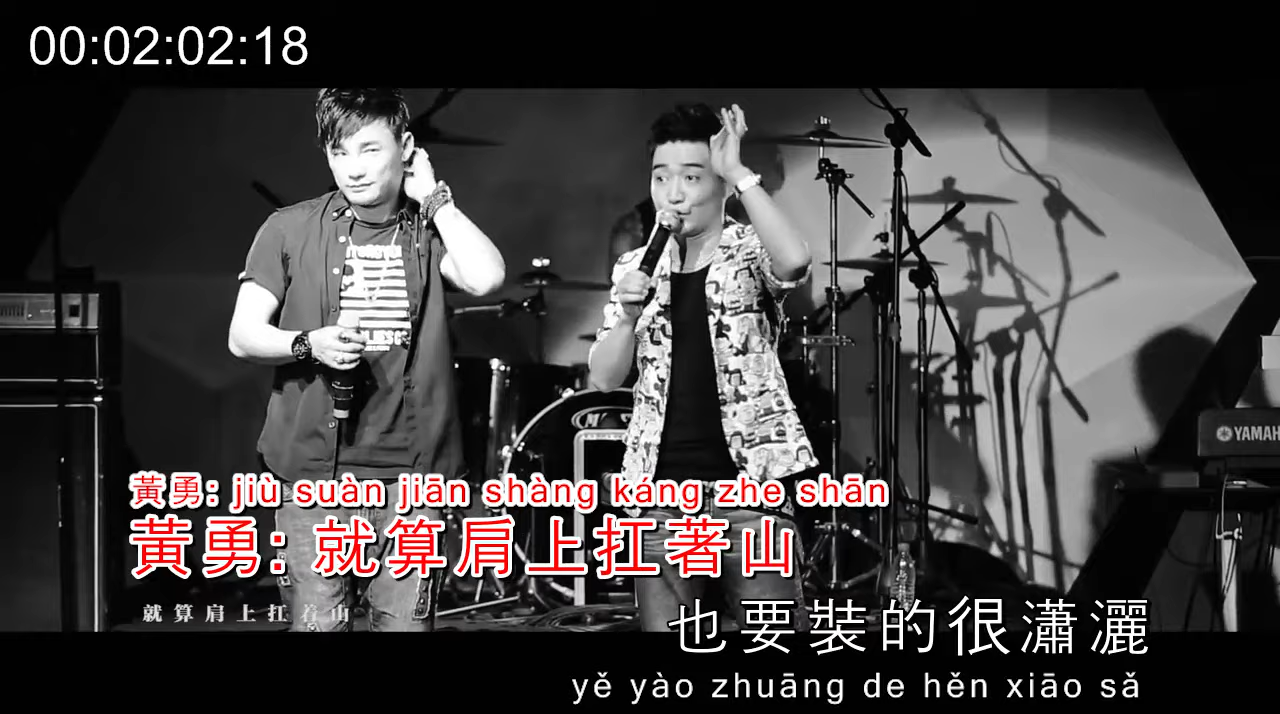 00:02:02:18
黃勇: jiù suàn jiān shàng káng zhe shān
黃勇: 就算肩上扛著山
就算肩上扛着山
也要裝的很瀟灑
yě yào zhuāng de hěn xiāo sǎ
YAMAH